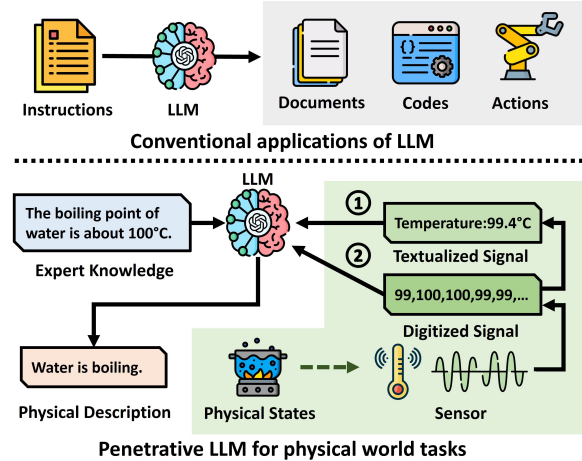 Instructions
LLM
Documents
Codes
Actions
Conventional applications of LLM
LLM
The boiling point of
water is about 100°C.
Expert Knowledge
1
Temperature:99.4°C
Textualized Signal
2
99,100,100,99,99,...
Digitized Signal
Water is boiling.
Physical Description
Physical States
Sensor
Penetrative LLM for physical world tasks